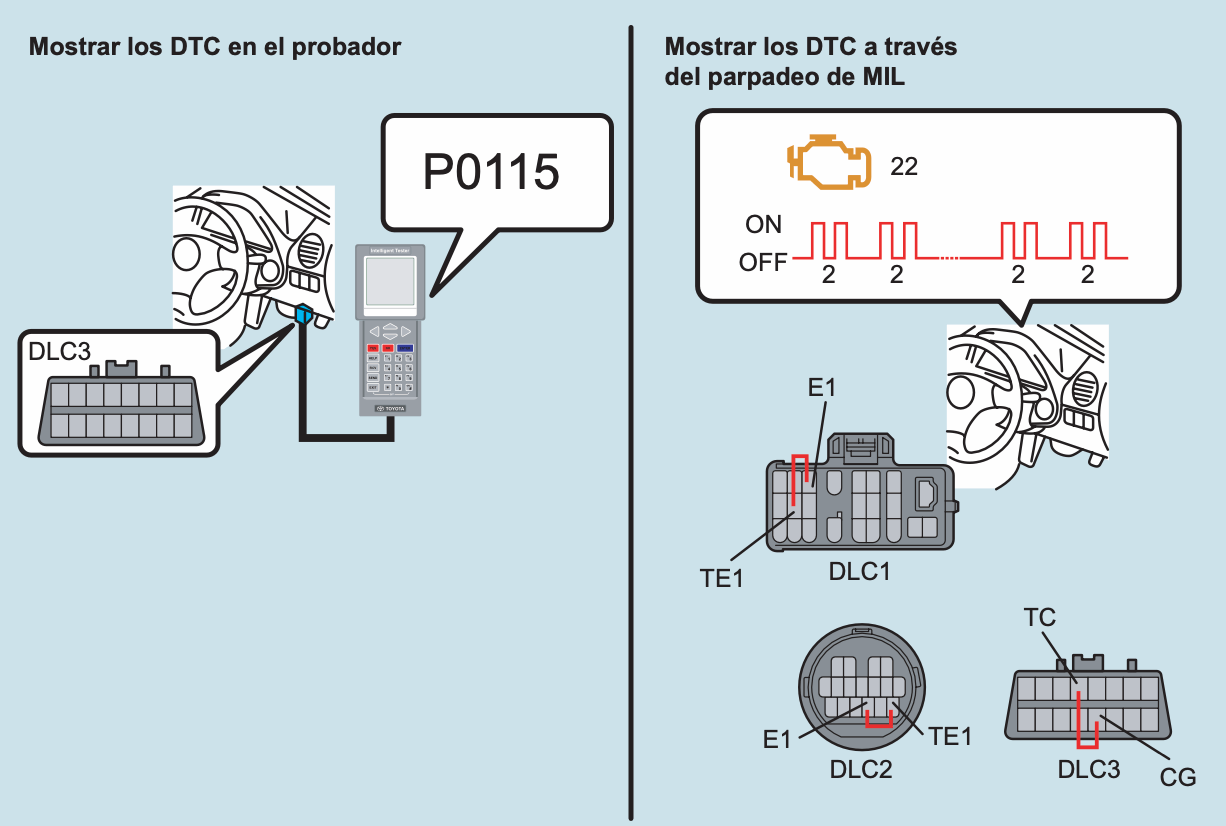 Mostrar los DTC en el probador
P0115
Intelligent Tester
DLC3
TOYOTA
Mostrar los DTC a través
del parpadeo de MIL
22
ON
OFF
2 2 2 2
E1
TE1
DLC1
TC
E1
TE1
DLC2
DLC3
CG